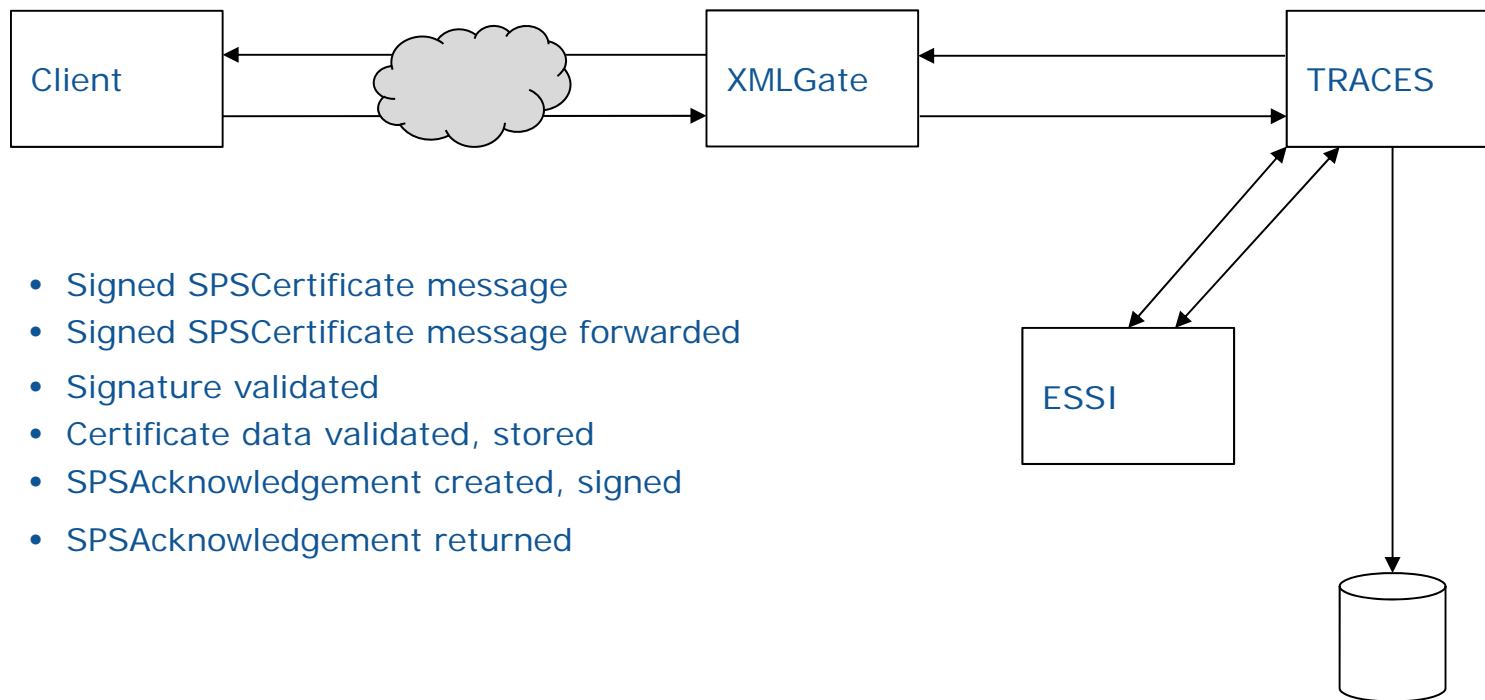 Client
XMLGate
TRACES
• Signed SPSCertificate message
• Signed SPSCertificate message forwarded
• Signature validated
• Certificate data validated, stored
• SPSAcknowledgement created, signed
• SPSAcknowledgement returned
ESSI